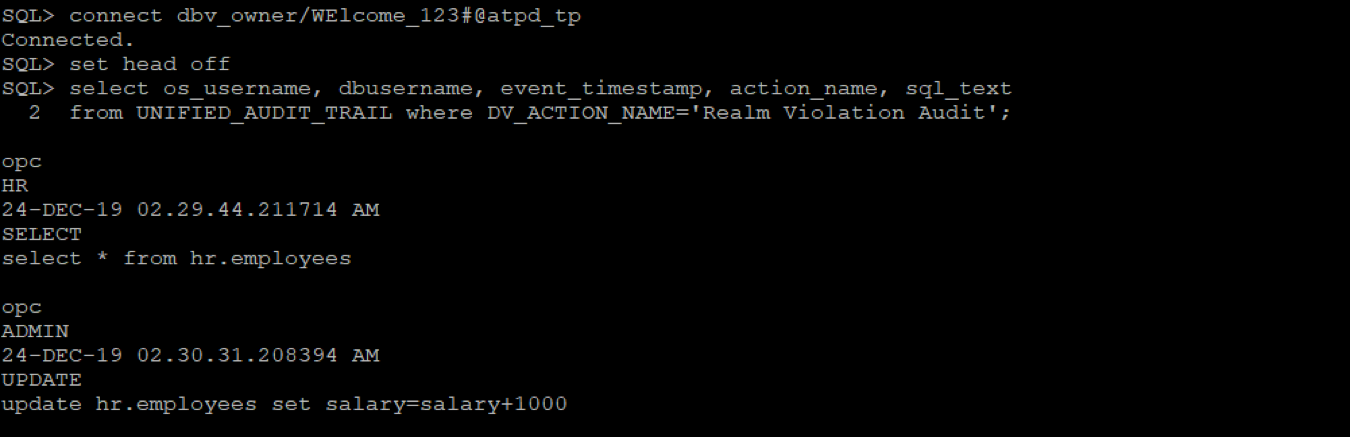 SQL> connect dbv_owner/WElcome_123#@atpd_tp
Connected.
SQL> set head off
SQL> select os_username, dbusername, event_timestamp, action_name, sql_text
  2  from UNIFIED_AUDIT_TRAIL where DV_ACTION_NAME='Realm Violation Audit';

opc
HR
24-DEC-19 02.29.44.211714 AM
SELECT
select * from hr.employees

opc
ADMIN
24-DEC-19 02.30.31.208394 AM
UPDATE
update hr.employees set salary=salary+1000